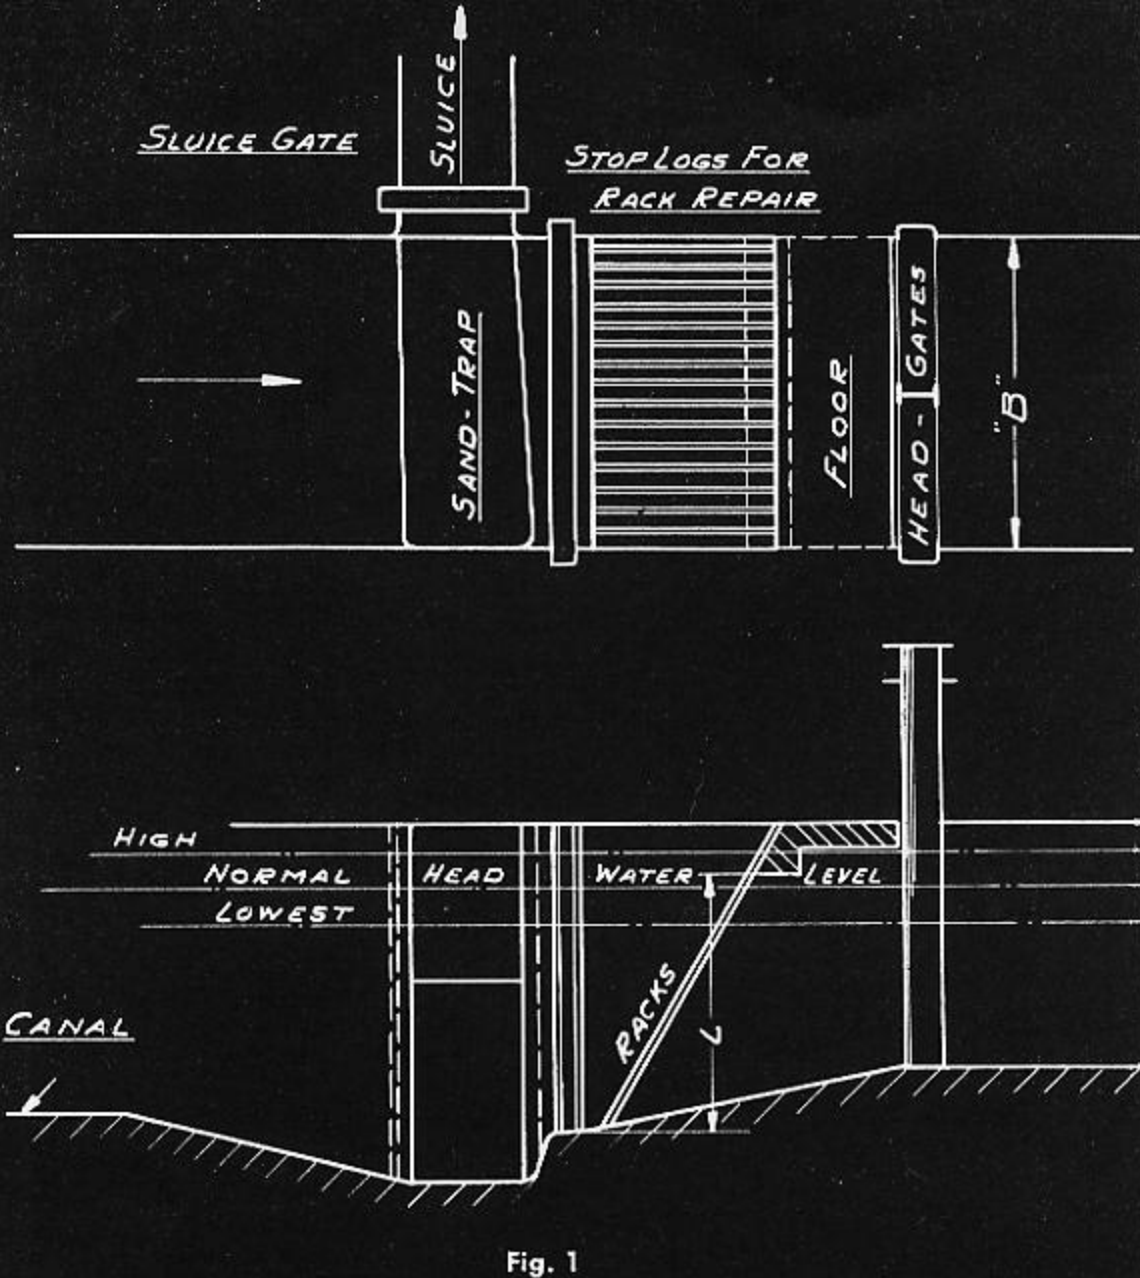 SLUICE
SLUICE GATE
STOP LOGS FOR
RACK REPAIR
SAND-TRAP
FLOOR
HEAD-GATES
"B"
HIGH
NORMAL HEAD WATER LEVEL
LOWEST
RACKS
L
CANAL
Fig. 1